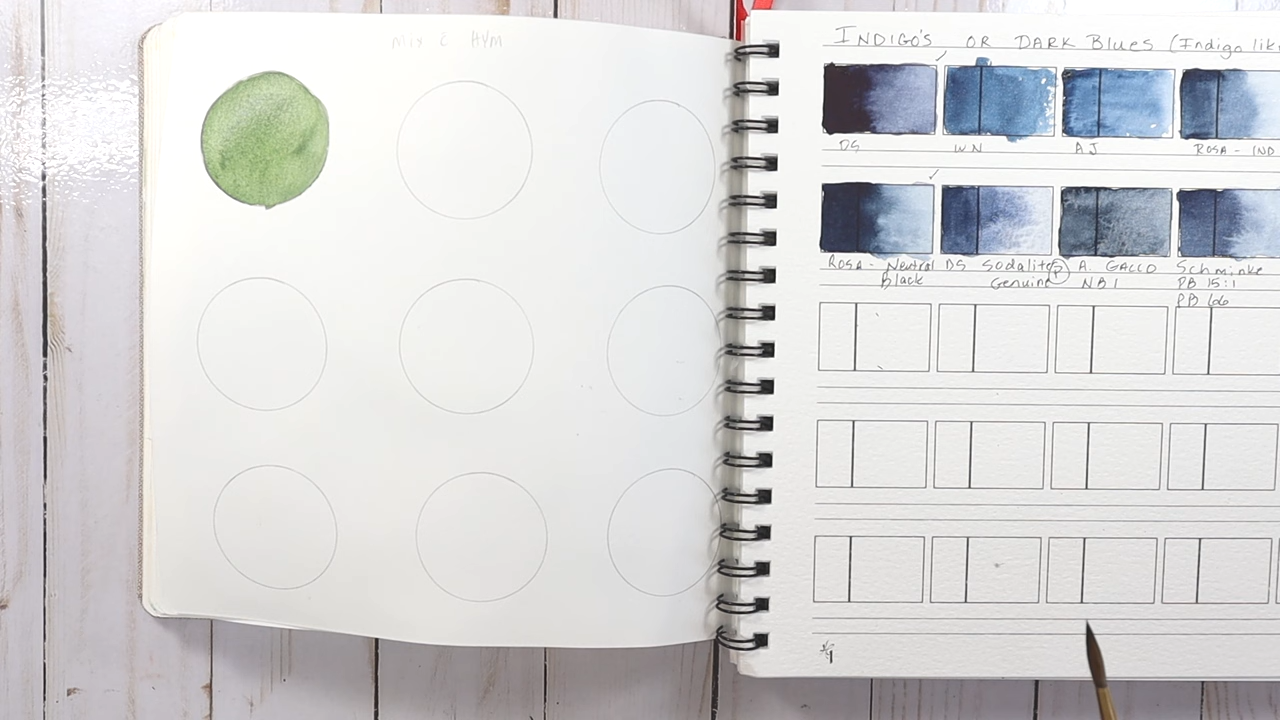 Mix c HYM
INDIGO'S OR DARK BLUES (Indigo lik
DS WN AJ ROSA - IND
ROSA - Neutral Black
DS Sodalite Genuine
A. GALLO NB1
Schminke PB 15:1 PB 66